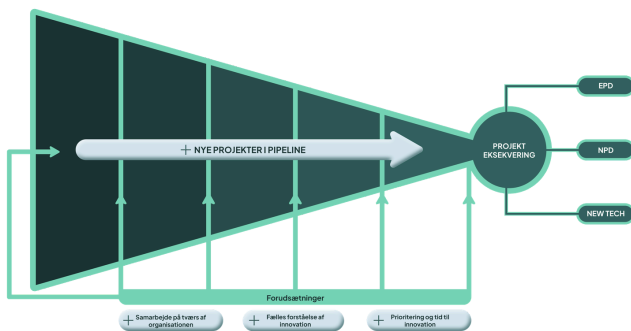 EPD
+ NYE PROJEKTER I PIPELINE
PROJEKT
EKSEKVERING
NPD
NEW TECH
Forudsætninger
+ Samarbejde på tværs af
organisationen
+ Fælles forståelse af
innovation
+ Prioritering og tid til
innovation